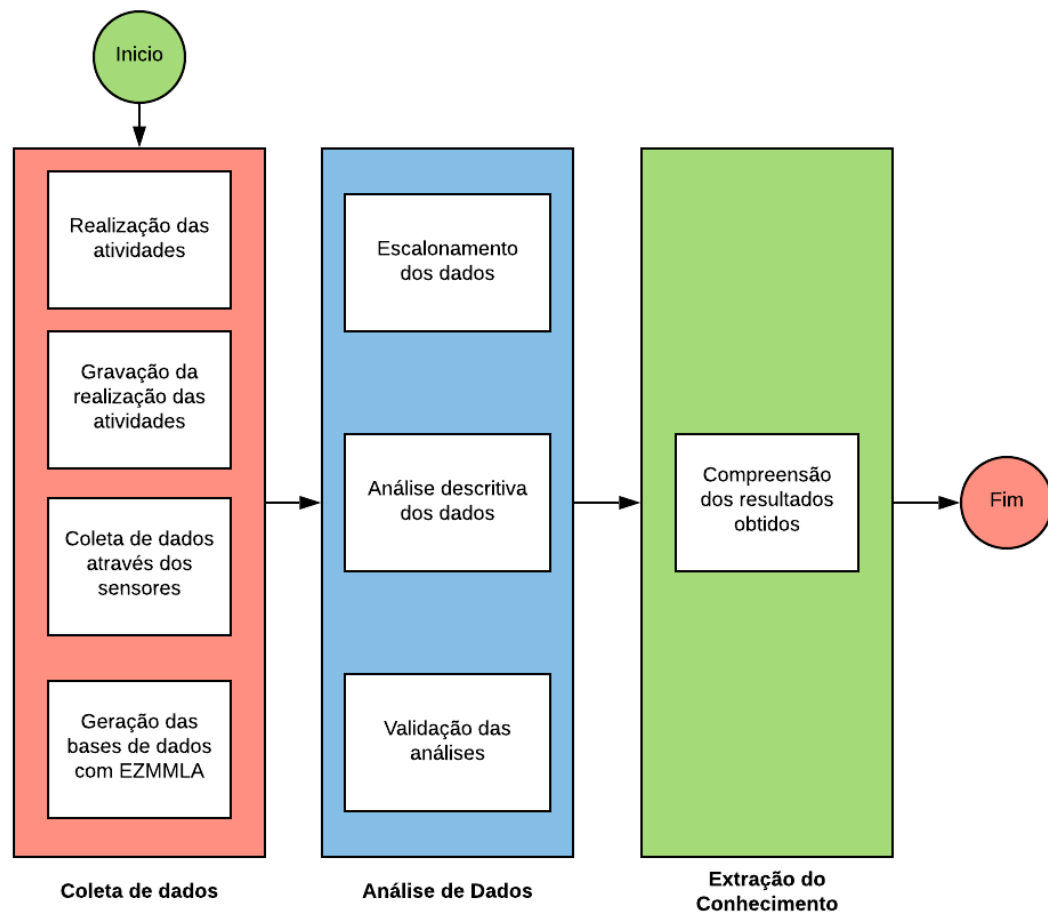 Inicio
Realização das
atividades
Gravação da
realização das
atividades
Coleta de dados
através dos
sensores
Geração das
bases de dados
com EZMMLA
Coleta de dados
Escalonamento
dos dados
Análise descritiva
dos dados
Validação das
análises
Análise de Dados
Compreensão
dos resultados
obtidos
Extração do
Conhecimento
Fim